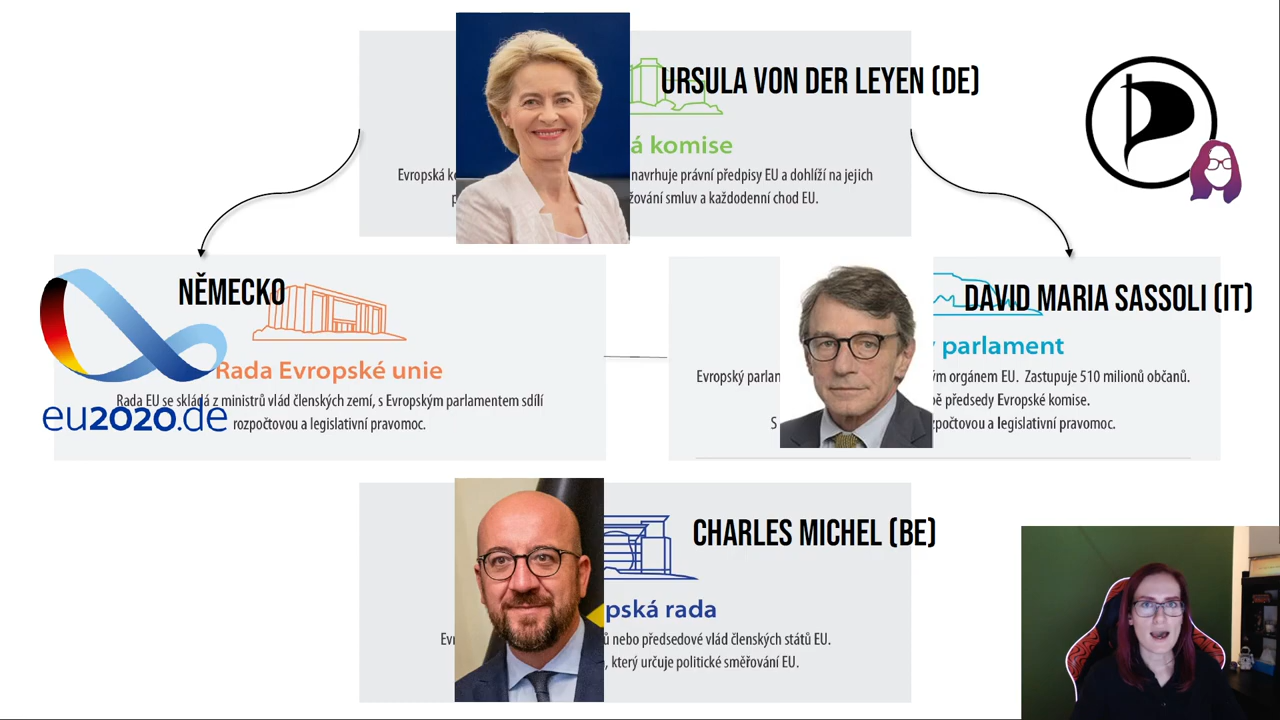 URSULA VON DER LEYEN (DE)
á komise
Evropská navrhuje právní předpisy EU a dohlíží na jejich
žování smluv a každodenní chod EU.
NĚMECKO
Rada Evropské unie
Rada EU se skládá z ministrů vlád členských zemí, s Evropským parlamentem sdílí
rozpočtovou a legislativní pravomoc.
eu2020.de
DAVID MARIA SASSOLI (IT)
parlament
Evropský parlan ým orgánem EU. Zastupuje 510 milionů občanů.
bě předsedy Evropské komise.
S zpočtovou a legislativní pravomoc.
CHARLES MICHEL (BE)
pská rada
Ev ů nebo předsedové vlád členských států EU.
, který určuje politické směřování EU.